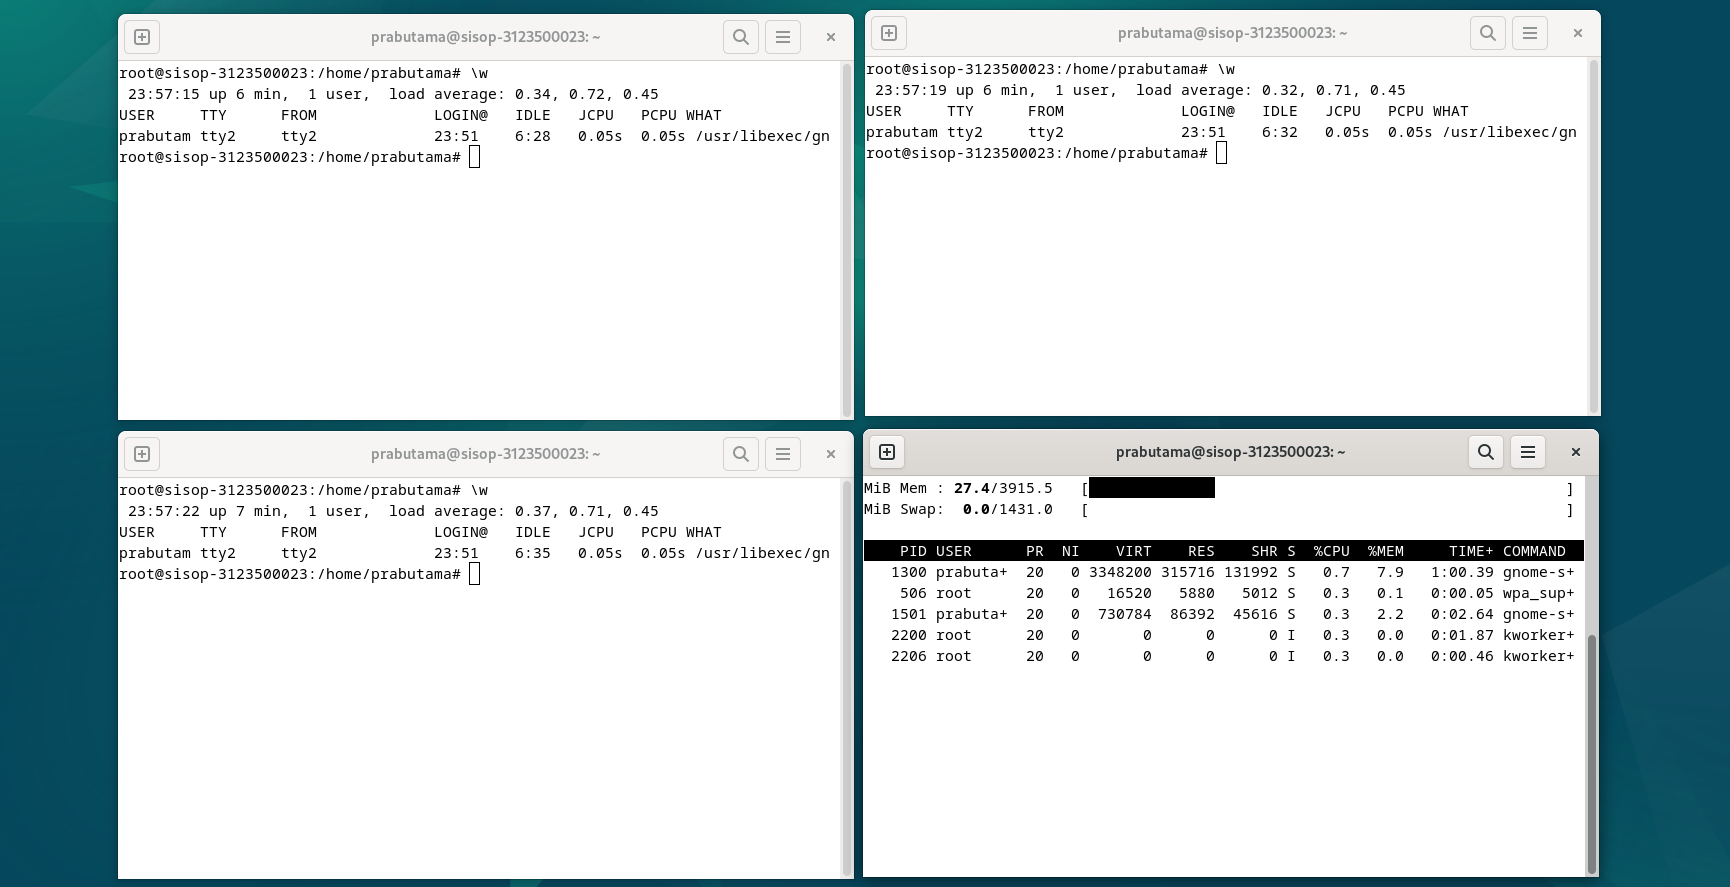 prabutama@sisop-3123500023: ~
root@sisop-3123500023:/home/prabutama# \w
 23:57:15 up 6 min,  1 user,  load average: 0.34, 0.72, 0.45
USER     TTY      FROM             LOGIN@   IDLE   JCPU   PCPU WHAT
prabutam tty2     tty2             23:51    6:28   0.05s  0.05s /usr/libexec/gn
root@sisop-3123500023:/home/prabutama#
prabutama@sisop-3123500023: ~
root@sisop-3123500023:/home/prabutama# \w
 23:57:19 up 6 min,  1 user,  load average: 0.32, 0.71, 0.45
USER     TTY      FROM             LOGIN@   IDLE   JCPU   PCPU WHAT
prabutam tty2     tty2             23:51    6:32   0.05s  0.05s /usr/libexec/gn
root@sisop-3123500023:/home/prabutama#
prabutama@sisop-3123500023: ~
root@sisop-3123500023:/home/prabutama# \w
 23:57:22 up 7 min,  1 user,  load average: 0.37, 0.71, 0.45
USER     TTY      FROM             LOGIN@   IDLE   JCPU   PCPU WHAT
prabutam tty2     tty2             23:51    6:35   0.05s  0.05s /usr/libexec/gn
root@sisop-3123500023:/home/prabutama#
prabutama@sisop-3123500023: ~
MiB Mem : 27.4/3915.5   [                                                     ]
MiB Swap:  0.0/1431.0   [                                                     ]
    PID USER      PR  NI    VIRT    RES    SHR S  %CPU  %MEM     TIME+ COMMAND
   1300 prabuta+  20   0 3348200 315716 131992 S   0.7   7.9   1:00.39 gnome-s+
    506 root      20   0   16520   5880   5012 S   0.3   0.1   0:00.05 wpa_sup+
   1501 prabuta+  20   0  730784  86392  45616 S   0.3   2.2   0:02.64 gnome-s+
   2200 root      20   0       0      0      0 I   0.3   0.0   0:01.87 kworker+
   2206 root      20   0       0      0      0 I   0.3   0.0   0:00.46 kworker+